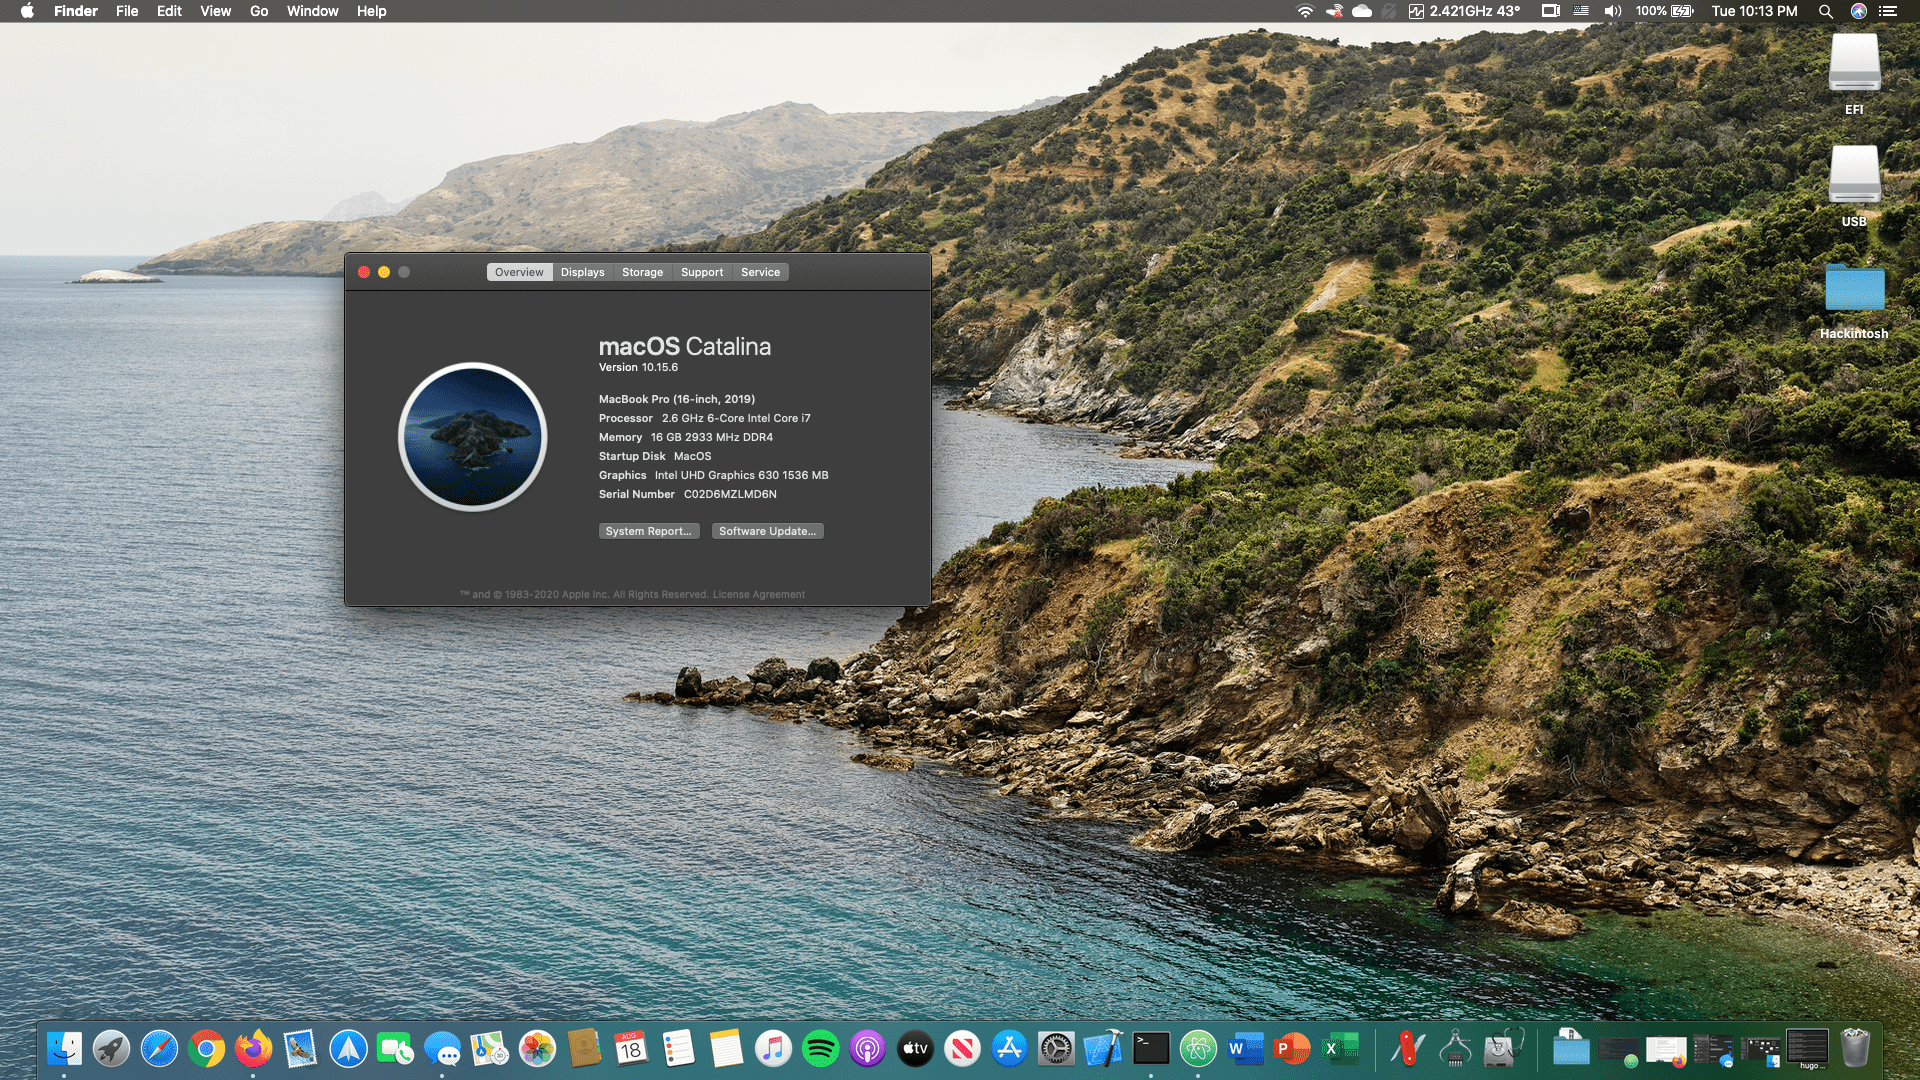 Finder File Edit View Go Window Help
2.421GHz 43° 100% Tue 10:13 PM
EFI
USB
Hackintosh
Overview Displays Storage Support Service
macOS Catalina
Version 10.15.6
MacBook Pro (16-inch, 2019)
Processor 2.6 GHz 6-Core Intel Core i7
Memory 16 GB 2933 MHz DDR4
Startup Disk MacOS
Graphics Intel UHD Graphics 630 1536 MB
Serial Number C02D6MZLMD6N
System Report... Software Update...
™ and © 1983-2020 Apple Inc. All Rights Reserved. License Agreement
AUG
18
tv
W
P
X
hugo ...